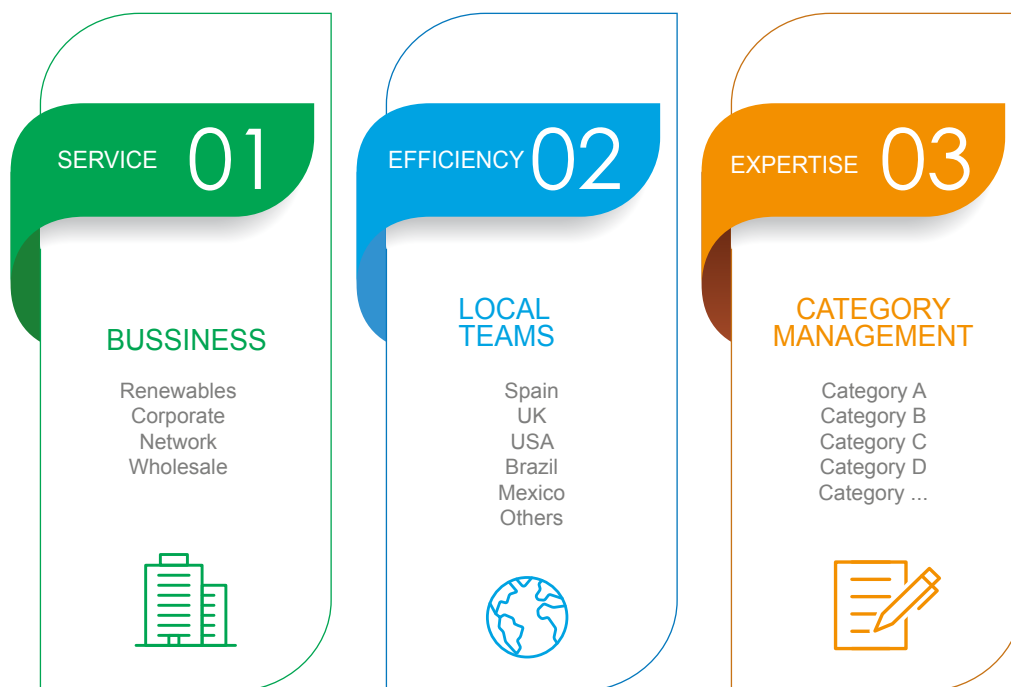 SERVICE 01
BUSSINESS
Renewables
Corporate
Network
Wholesale
EFFICIENCY 02
LOCAL
TEAMS
Spain
UK
USA
Brazil
Mexico
Others
EXPERTISE 03
CATEGORY
MANAGEMENT
Category A
Category B
Category C
Category D
Category ...